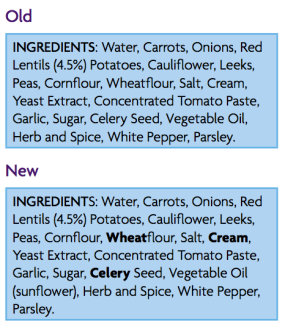 Old
INGREDIENTS: Water, Carrots, Onions, Red
Lentils (4.5%) Potatoes, Cauliflower, Leeks,
Peas, Cornflour, Wheatflour, Salt, Cream,
Yeast Extract, Concentrated Tomato Paste,
Garlic, Sugar, Celery Seed, Vegetable Oil,
Herb and Spice, White Pepper, Parsley.
New
INGREDIENTS: Water, Carrots, Onions, Red
Lentils (4.5%) Potatoes, Cauliflower, Leeks,
Peas, Cornflour, Wheatflour, Salt, Cream,
Yeast Extract, Concentrated Tomato Paste,
Garlic, Sugar, Celery Seed, Vegetable Oil
(sunflower), Herb and Spice, White Pepper,
Parsley.